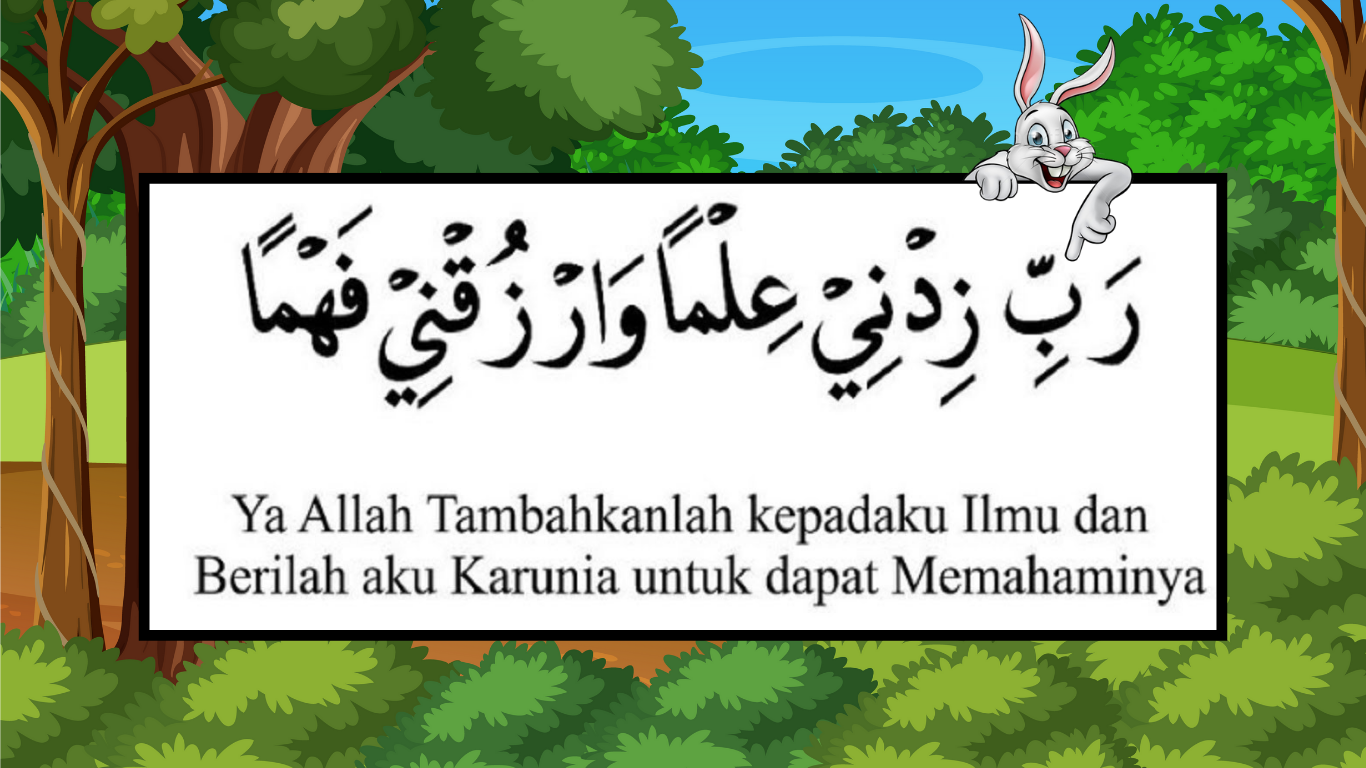 رَبِّ زِدْنِيْ عِلْمًا وَارْزُقْنِيْ فَهْمًا
Ya Allah Tambahkanlah kepadaku Ilmu dan
Berilah aku Karunia untuk dapat Memahaminya